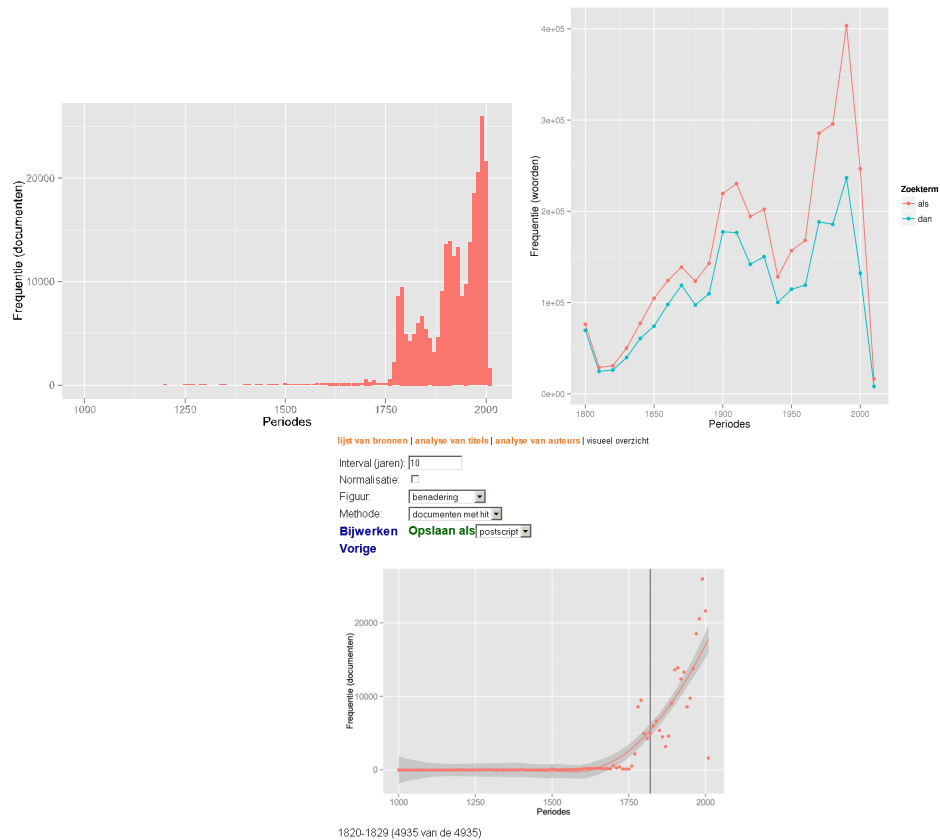 Frequentie (documenten)
20000
10000
0
1000
1250
1500
1750
2000
Periodes
Frequentie (woorden)
4e+05
3e+05
2e+05
1e+05
0e+00
1800
1850
1900
1950
2000
Periodes
Zoekterm
als
dan
lijst van bronnen | analyse van titels | analyse van auteurs | visueel overzicht
Interval (jaren): 10
Normalisatie:
Figuur: benadering
Methode: documenten met hit
Bijwerken Opslaan als postscript
Vorige
Frequentie (documenten)
20000
10000
0
1000
1250
1500
1750
2000
Periodes
1820-1829 (4935 van de 4935)